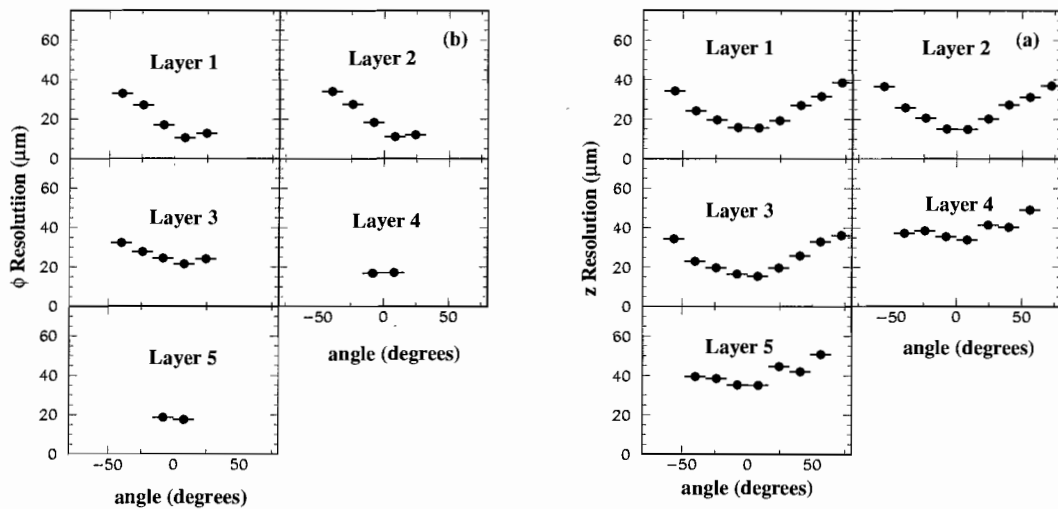 (b)
Layer 1
Layer 2
60
40
20
0
Layer 3
Layer 4
60
40
20
0
Layer 5
60
40
20
0
−50 0 50
angle (degrees)
−50 0 50
angle (degrees)
ϕ Resolutiion (μm)
(a)
Layer 1
Layer 2
60
40
20
0
Layer 3
Layer 4
60
40
20
0
Layer 5
60
40
20
0
−50 0 50
angle (degrees)
−50 0 50
angle (degrees)
z Resolution (μm)